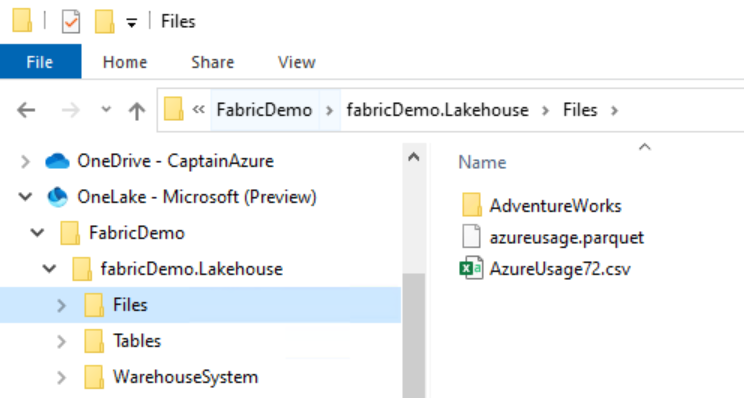 Files
File Home Share View
« FabricDemo > fabricDemo.Lakehouse > Files >
OneDrive - CaptainAzure
OneLake - Microsoft (Preview)
FabricDemo
fabricDemo.Lakehouse
Files
Tables
WarehouseSystem
Name
AdventureWorks
azureusage.parquet
AzureUsage72.csv